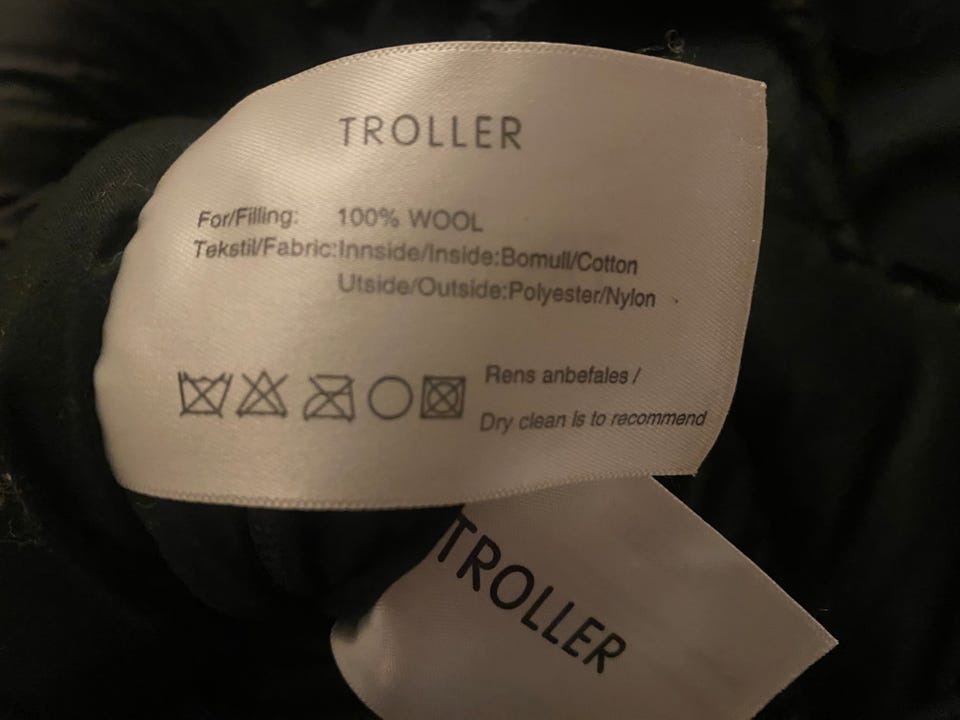 TROLLER
For/Filling: 100% WOOL
Tekstil/Fabric:Innside/Inside:Bomull/Cotton
Utside/Outside:Polyester/Nylon
Rens anbefales /
Dry clean is to recommend
TROLLER